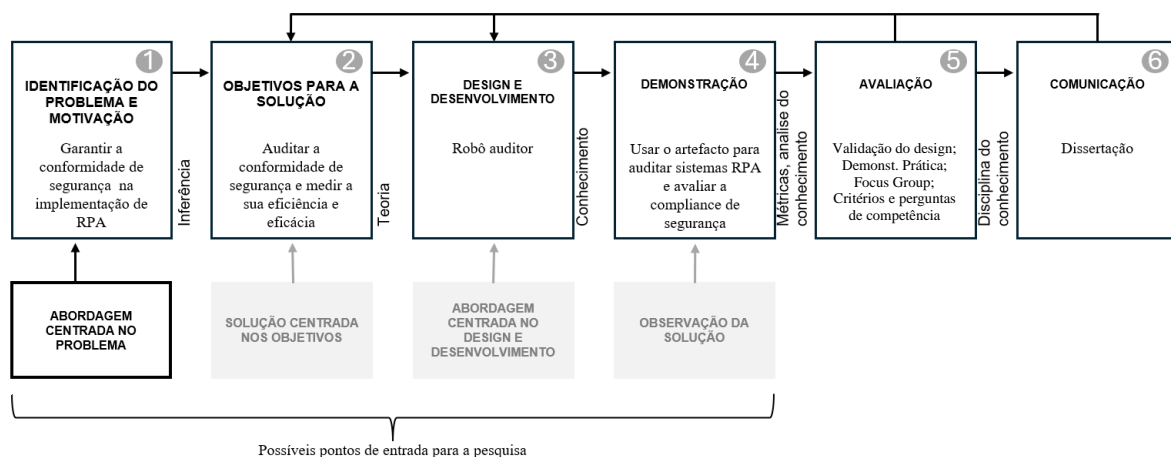 1
IDENTIFICAÇÃO DO
PROBLEMA E
MOTIVAÇÃO
Garantir a
conformidade de
segurança na
implementação de
RPA
Inferência
2
OBJETIVOS PARA A
SOLUÇÃO
Auditar a
conformidade de
segurança e medir a
sua eficiência e
eficácia
Teoria
3
DESIGN E
DESENVOLVIMENTO
Robô auditor
Conhecimento
4
DEMONSTRAÇÃO
Usar o artefacto para
auditar sistemas RPA
e avaliar a
compliance de
segurança
Métricas, analise do
conhecimento
5
AVALIAÇÃO
Validação do design;
Demonst. Prática;
Focus Group;
Critérios e perguntas
de competência
Disciplina do
conhecimento
6
COMUNICAÇÃO
Dissertação
ABORDAGEM
CENTRADA NO
PROBLEMA
SOLUÇÃO CENTRADA
NOS OBJETIVOS
ABORDAGEM
CENTRADA NO
DESIGN E
DESENVOLVIMENTO
OBSERVAÇÃO DA
SOLUÇÃO
Possíveis pontos de entrada para a pesquisa